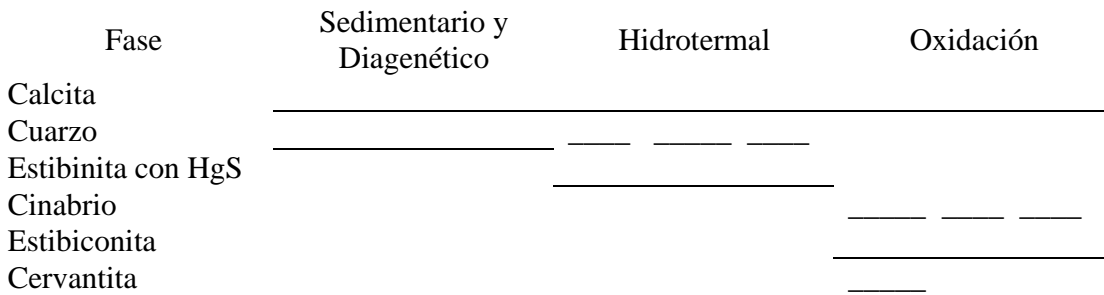 Fase Sedimentario y Diagenético Hidrotermal Oxidación
Calcita
Cuarzo
Estibinita con HgS
Cinabrio
Estibiconita
Cervantita